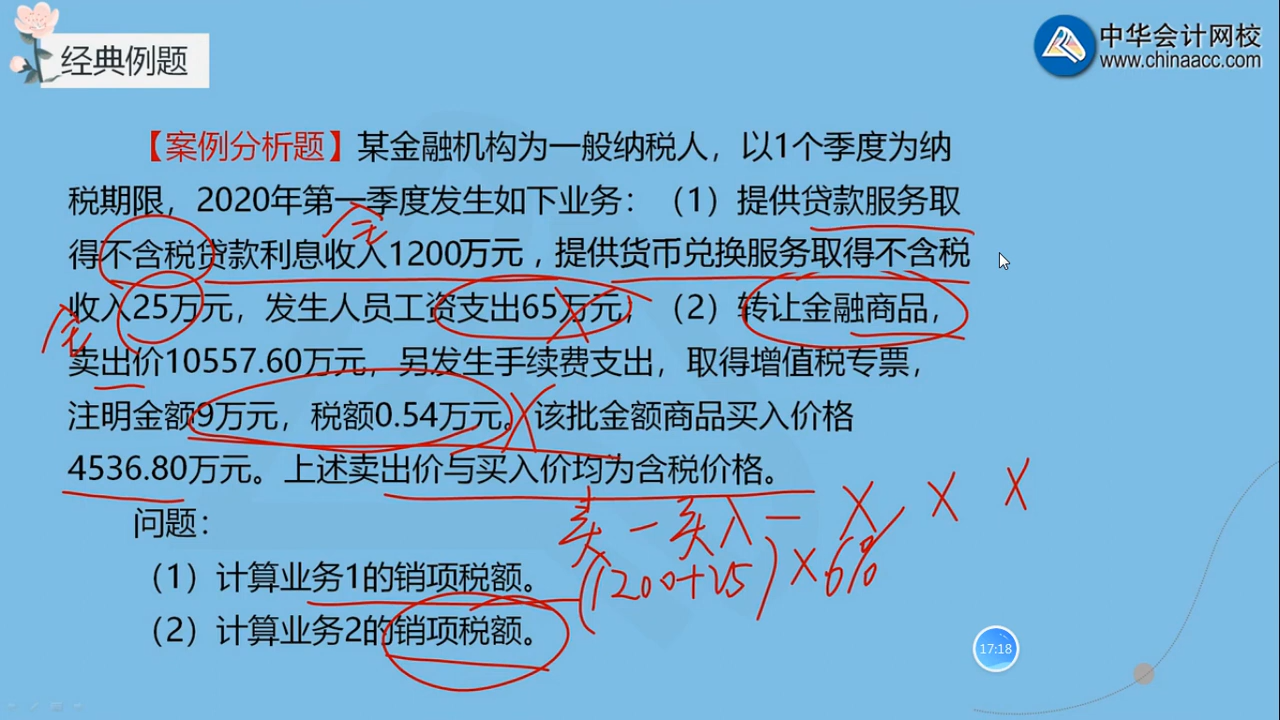 经典例题
中华会计网校
www.chinaacc.com
【案例分析题】某金融机构为一般纳税人，以1个季度为纳
税期限，2020年第一季度发生如下业务：（1）提供贷款服务取
得不含税贷款利息收入1200万元，提供货币兑换服务取得不含税
收入25万元，发生人员工资支出65万元；（2）转让金融商品，
卖出价10557.60万元，另发生手续费支出，取得增值税专票，
注明金额9万元，税额0.54万元。该批金额商品买入价格
4536.80万元。上述卖出价与买入价均为含税价格。
问题：
（1）计算业务1的销项税额。
(1200+25)×6%
（2）计算业务2的销项税额。
17:18